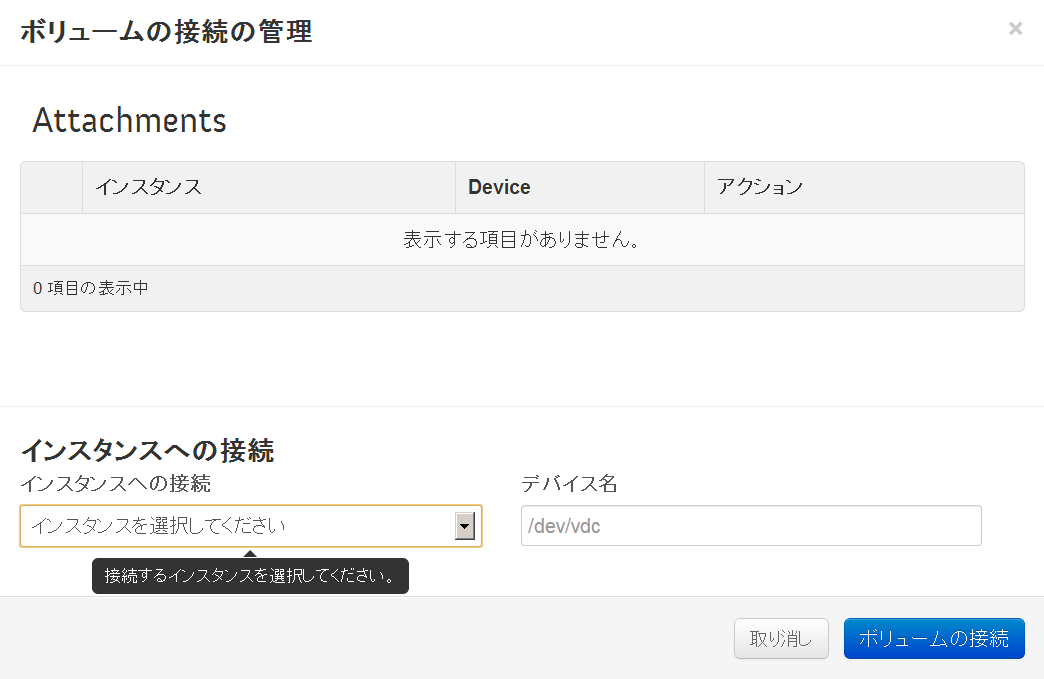 ボリュームの接続の管理
×
Attachments
インスタンス Device アクション
表示する項目がありません。
0 項目の表示中
インスタンスへの接続
インスタンスへの接続 デバイス名
インスタンスを選択してください /dev/vdc
接続するインスタンスを選択してください。
取り消し ボリュームの接続